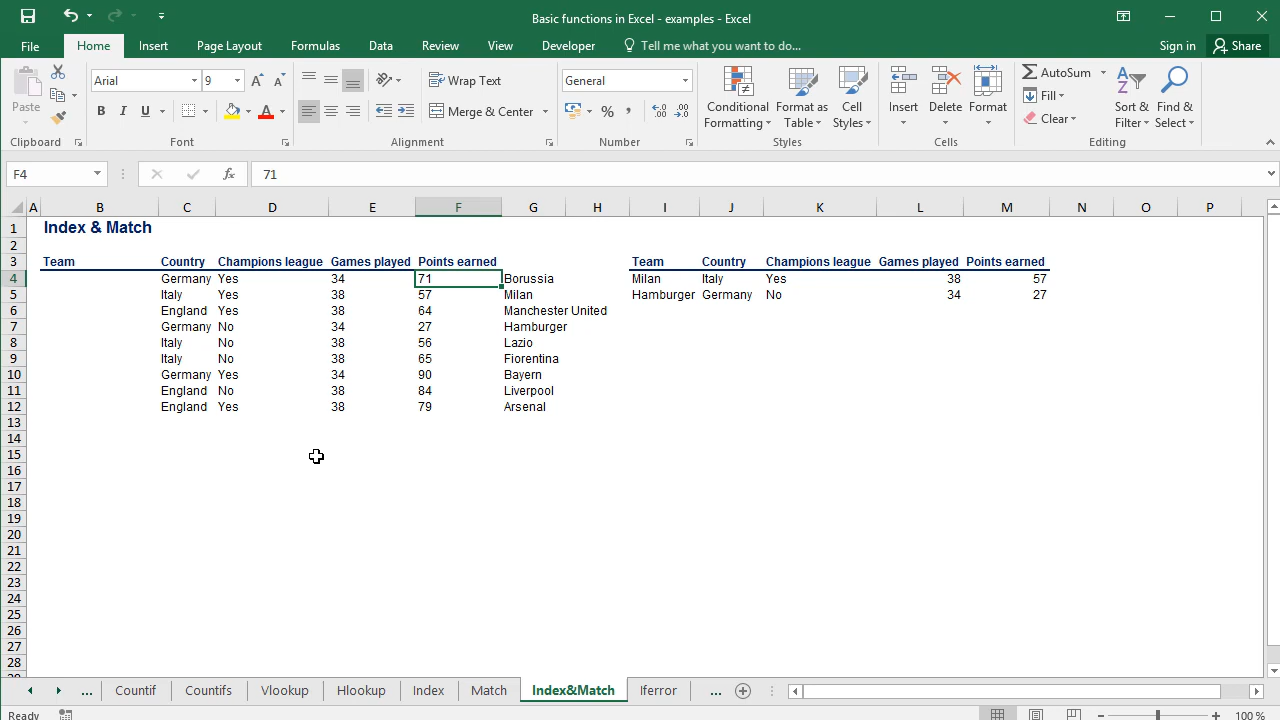 Basic functions in Excel - examples - Excel
File Home Insert Page Layout Formulas Data Review View Developer Tell me what you want to do... Sign in Share
Paste Arial 9 Wrap Text General Conditional Formatting Format as Table Cell Styles Insert Delete Format AutoSum Fill Clear Sort & Filter Find & Select
B I U A Merge & Center %
Clipboard Font Alignment Number Styles Cells Editing
F4 fx 71
A B C D E F G H I J K L M N O P
1 Index & Match
2
3 Team Country Champions league Games played Points earned Team Country Champions league Games played Points earned
4 Germany Yes 34 71 Borussia Milan Italy Yes 38 57
5 Italy Yes 38 57 Milan Hamburger Germany No 34 27
6 England Yes 38 64 Manchester United
7 Germany No 34 27 Hamburger
8 Italy No 38 56 Lazio
9 Italy No 38 65 Fiorentina
10 Germany Yes 34 90 Bayern
11 England No 38 84 Liverpool
12 England Yes 38 79 Arsenal
13
14
15
16
17
18
19
20
21
22
23
24
25
26
27
28
... Countif Countifs Vlookup Hlookup Index Match Index&Match Iferror ...
Ready 100 %